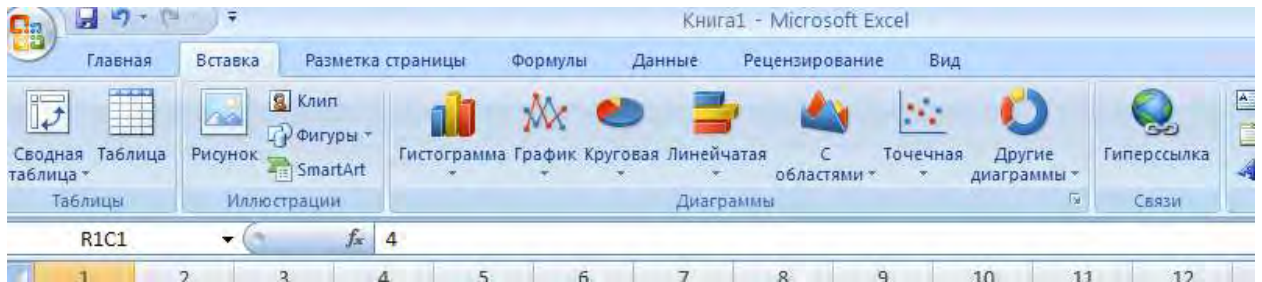 Книга1 - Microsoft Excel
Главная Вставка Разметка страницы Формулы Данные Рецензирование Вид
Сводная таблица
Таблица
Рисунок
Клип
Фигуры
SmartArt
Гистограмма
График
Круговая
Линейчатая
С областями
Точечная
Другие диаграммы
Гиперссылка
Таблицы Иллюстрации Диаграммы Связи
R1C1 fx 4
1 2 3 4 5 6 7 8 9 10 11 12